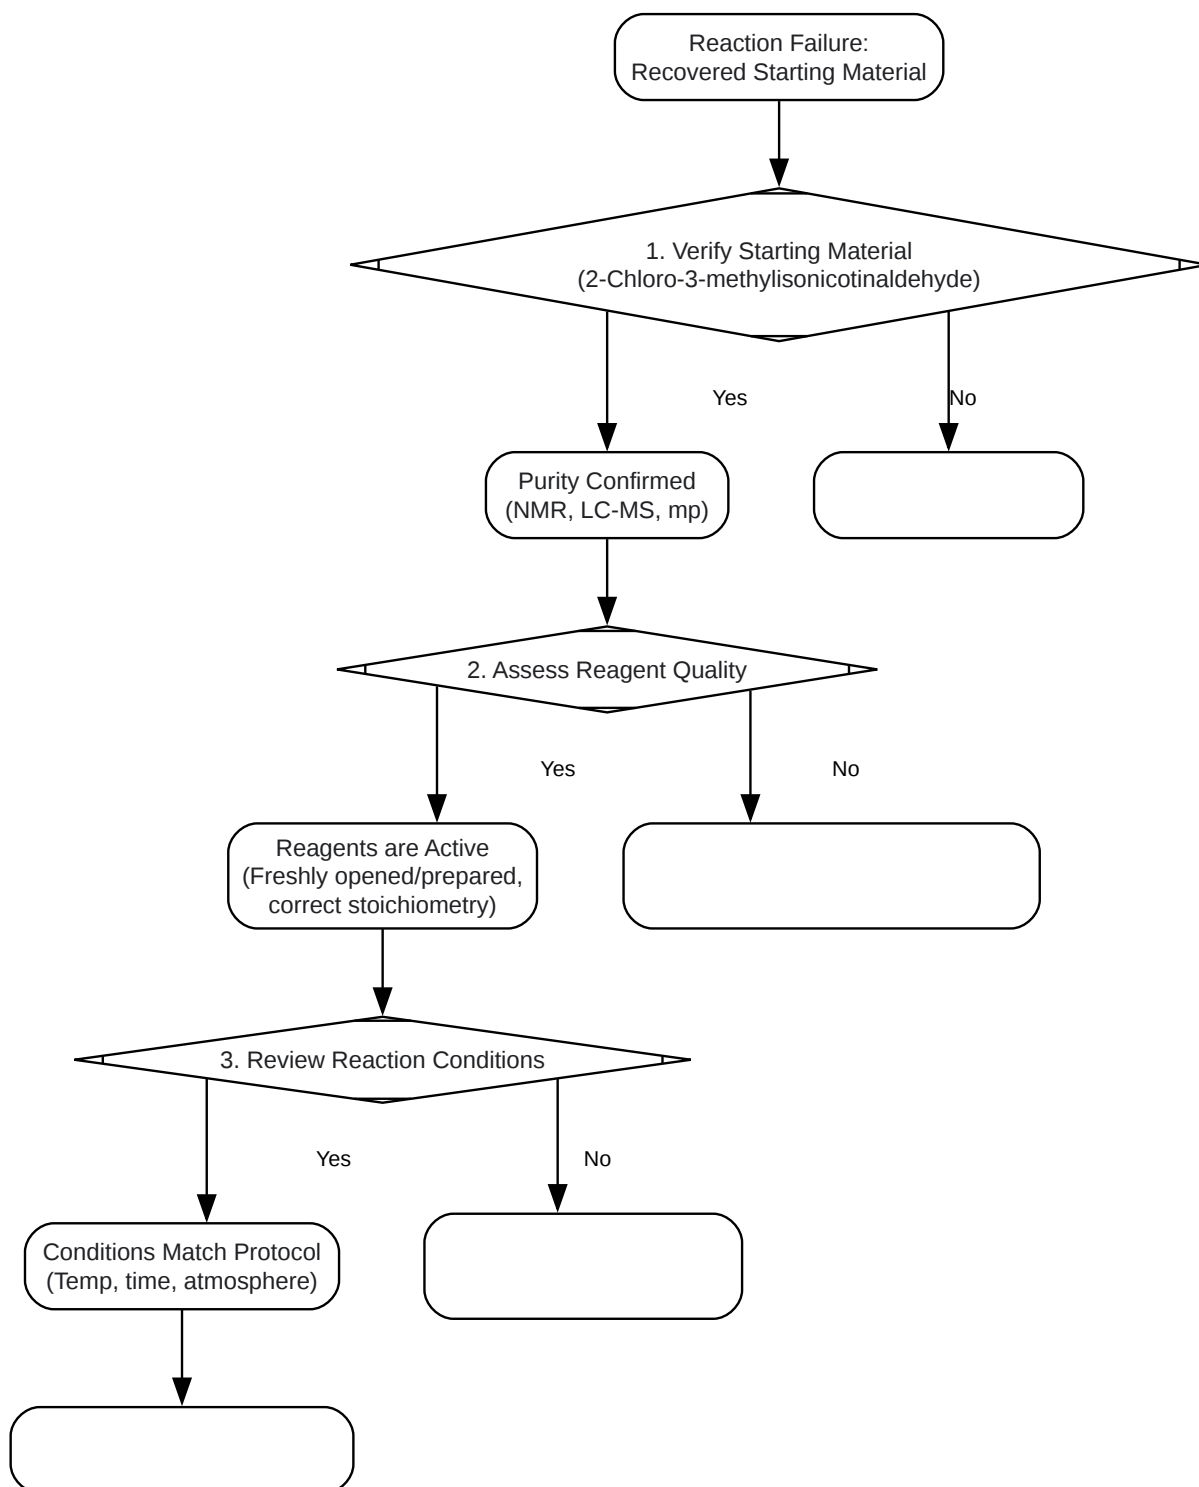 Reaction Failure:
Recovered Starting Material
1. Verify Starting Material
(2-Chloro-3-methylisonicotinaldehyde)
Yes
No
Purity Confirmed
(NMR, LC-MS, mp)
2. Assess Reagent Quality
Yes
No
Reagents are Active
(Freshly opened/prepared,
correct stoichiometry)
3. Review Reaction Conditions
Yes
No
Conditions Match Protocol
(Temp, time, atmosphere)